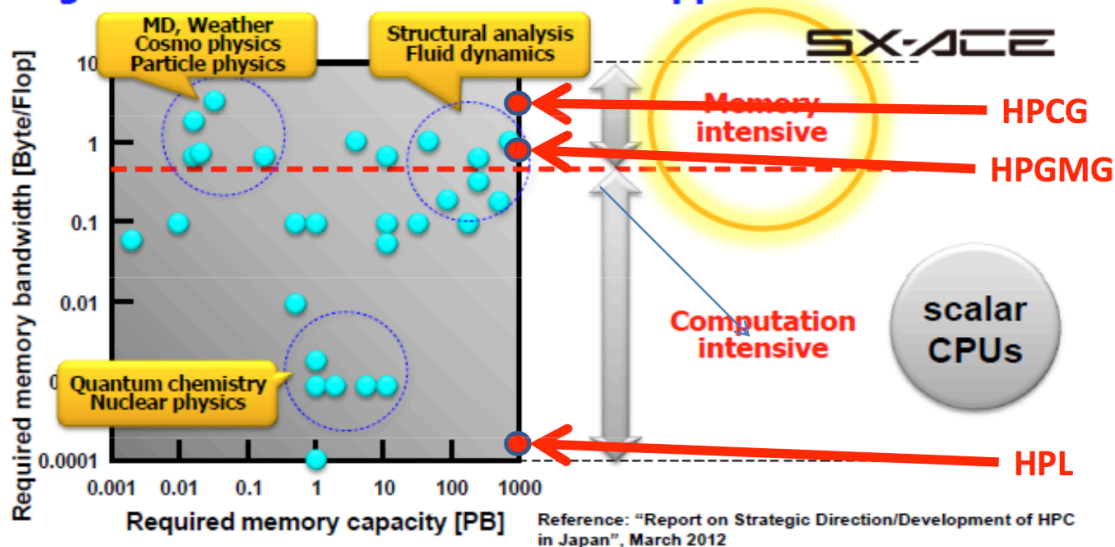 MD, Weather
Cosmo physics
Particle physics
Structural analysis
Fluid dynamics
SX-ACE
Required memory bandwidth [Byte/Flop]
10
1
0.1
0.01
0.0001
Memory
intensive
HPCG
HPGMG
Computation
intensive
scalar
CPUs
Quantum chemistry
Nuclear physics
HPL
0.001
0.01
0.1
1
10
100
1000
Required memory capacity [PB]
Reference: “Report on Strategic Direction/Development of HPC
in Japan”, March 2012